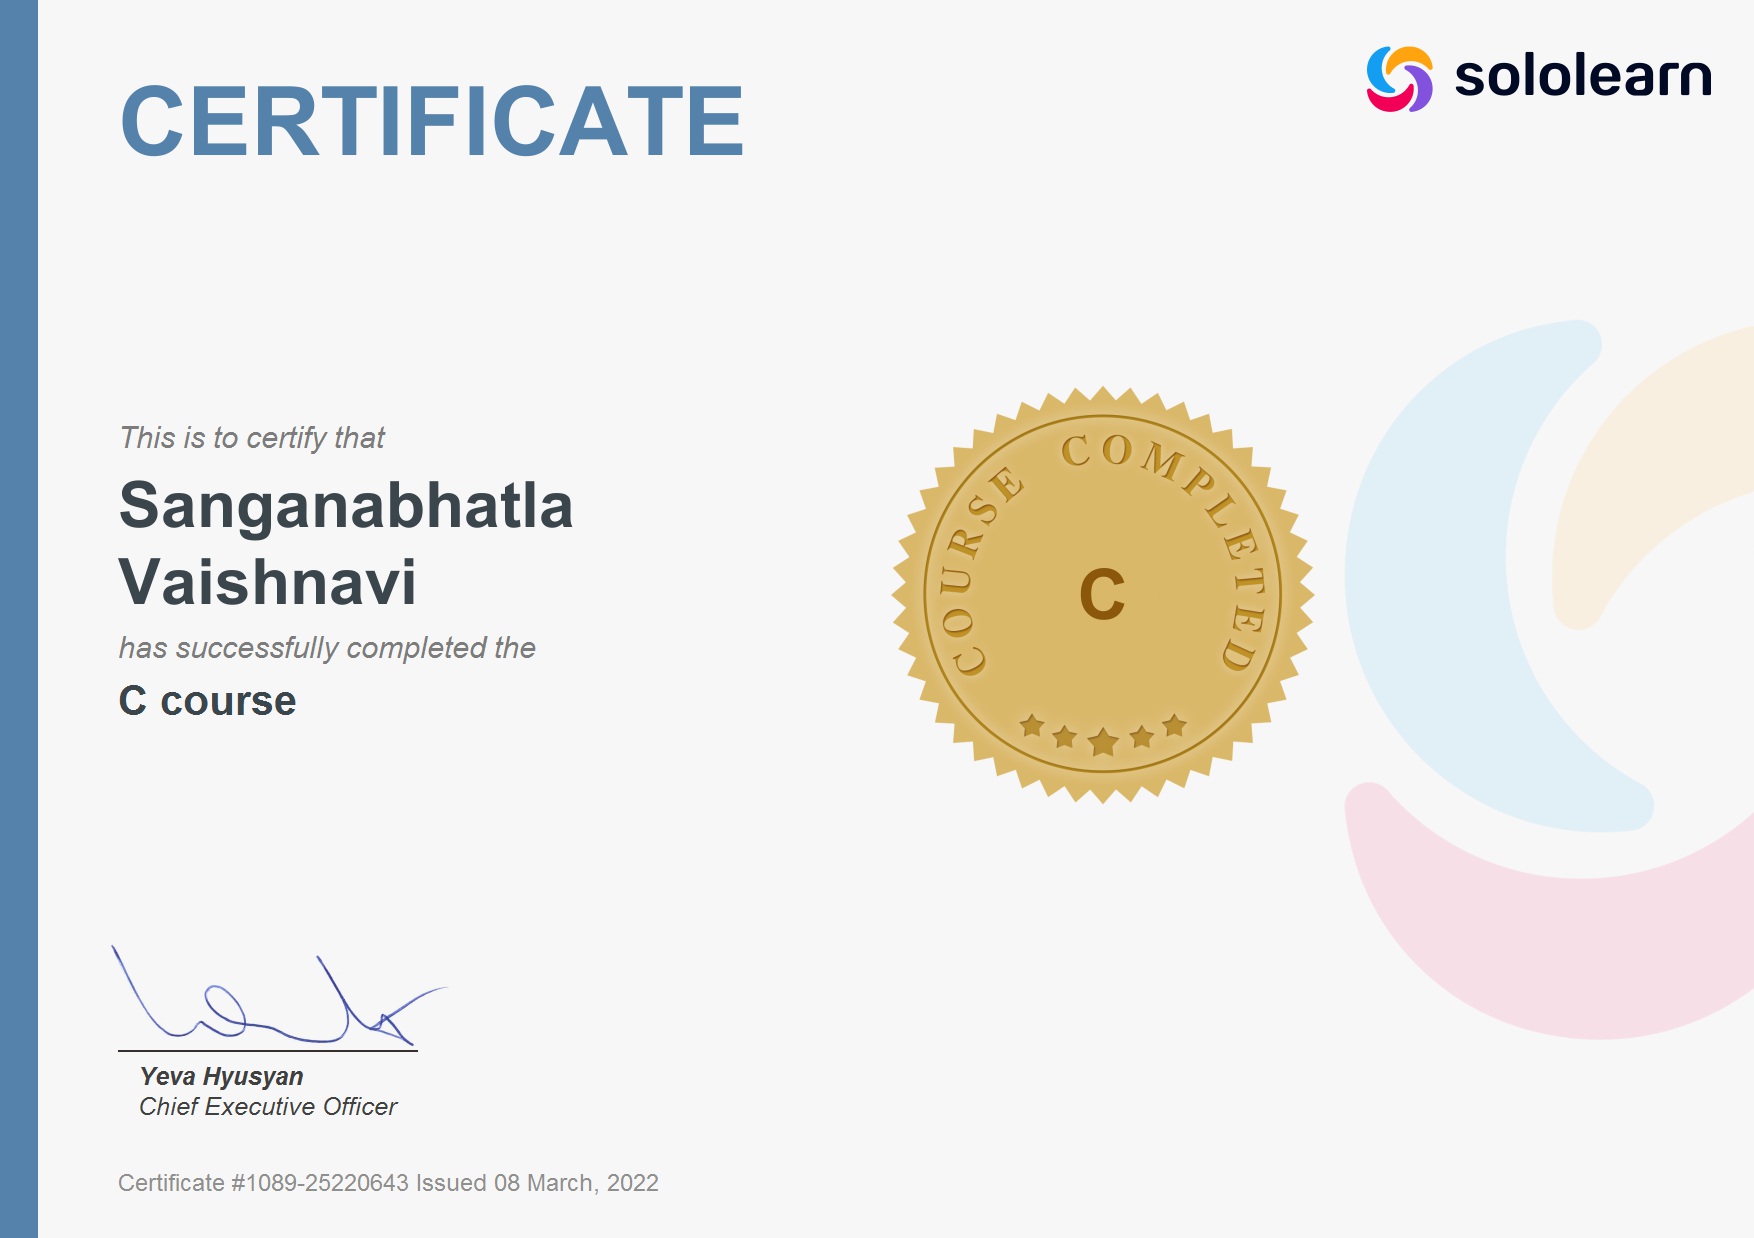 sololearn
CERTIFICATE
This is to certify that
Sanganabhatla
Vaishnavi
has successfully completed the
C course
COURSE COMPLETED
C
Yeva Hyusyan
Chief Executive Officer
Certificate #1089-25220643 Issued 08 March, 2022